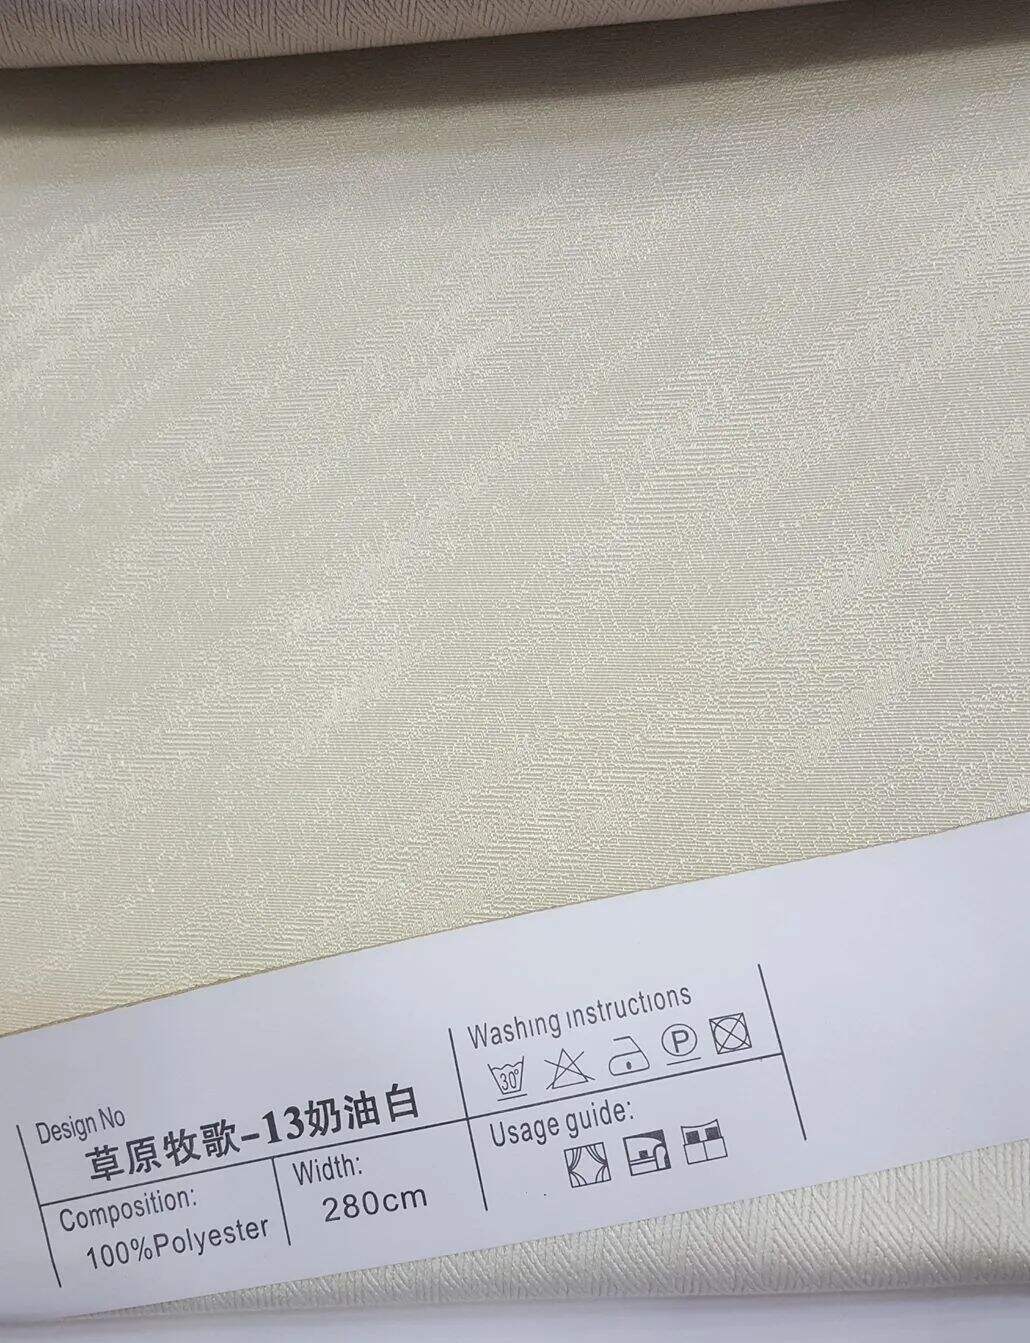 Design No
草原牧歌-13奶油白
Composition:
100%Polyester
Width:
280cm
Washing instructions
30°
P
Usage guide: